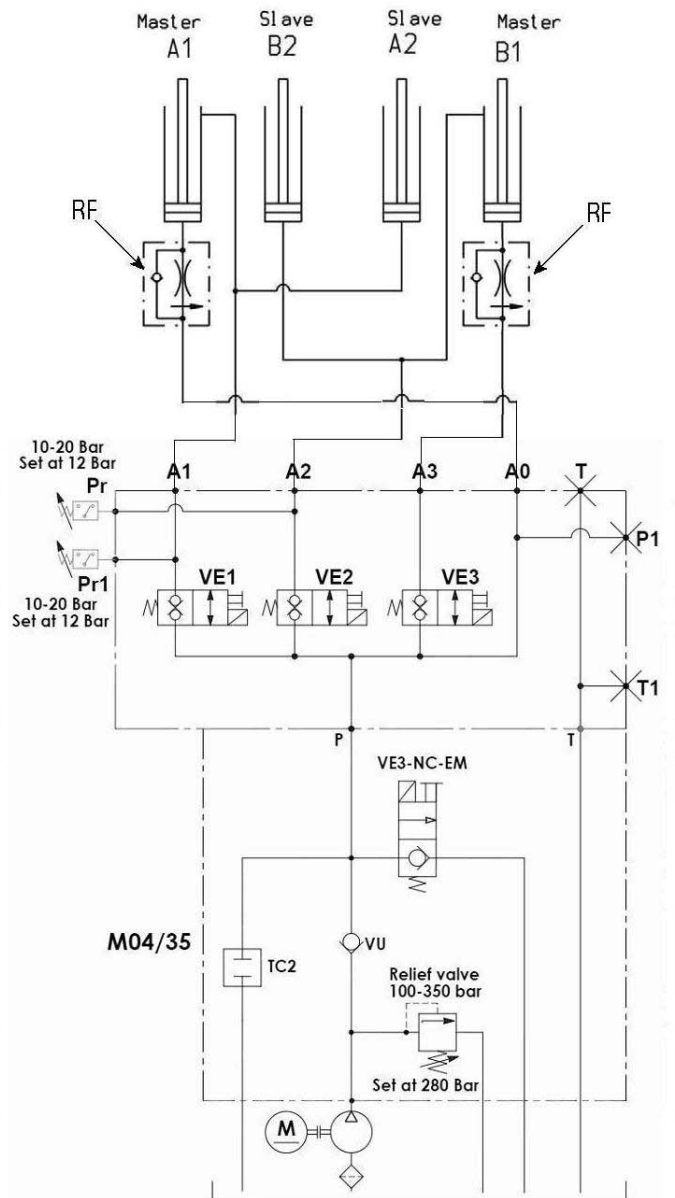 Master
A1
Slave
B2
Slave
A2
Master
B1
RF
RF
10-20 Bar
Set at 12 Bar
Pr
A1
A2
A3
A0
T
P1
Pr1
10-20 Bar
Set at 12 Bar
VE1
VE2
VE3
T1
P
T
VE3-NC-EM
M04/35
TC2
VU
Relief valve
100-350 bar
Set at 280 Bar
M